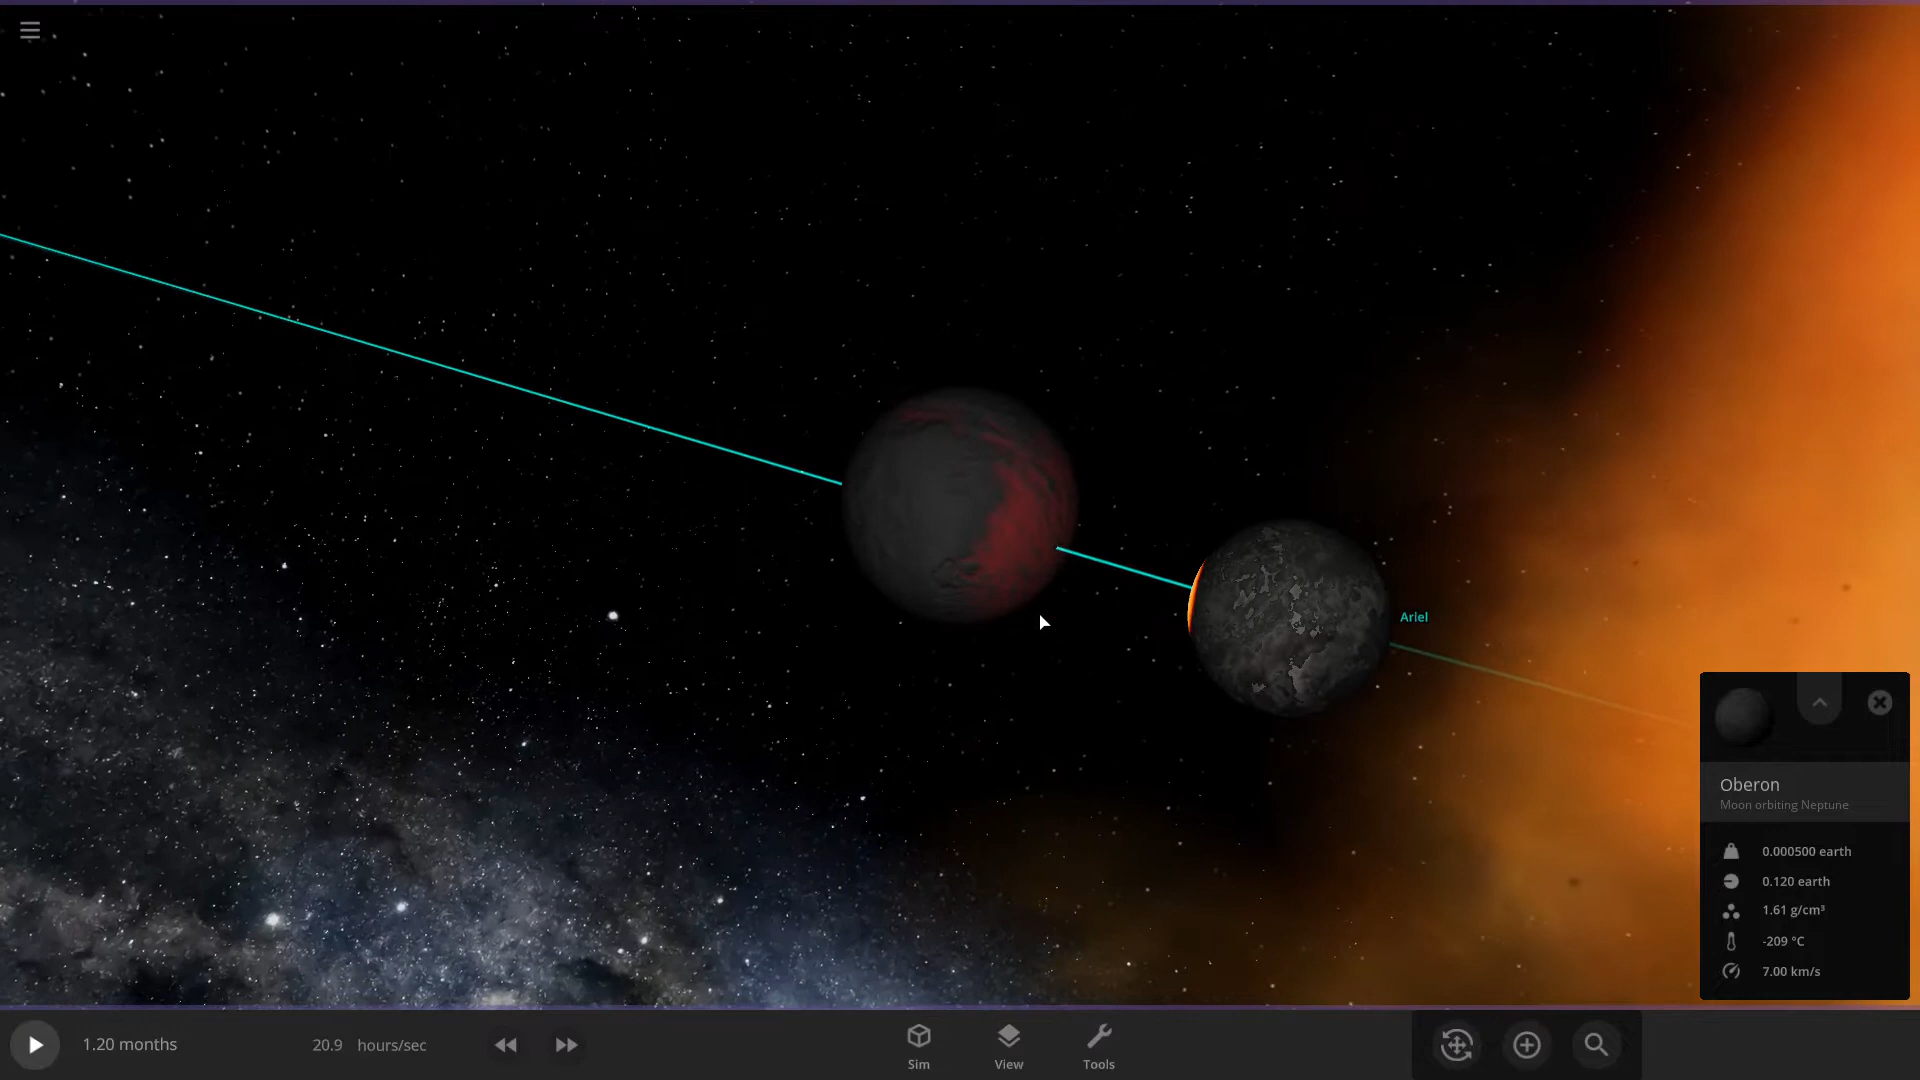 Ariel
Oberon
Moon orbiting Neptune
0.000500 earth
0.120 earth
1.61 g/cm³
-209 °C
7.00 km/s
1.20 months
20.9 hours/sec
Sim
View
Tools